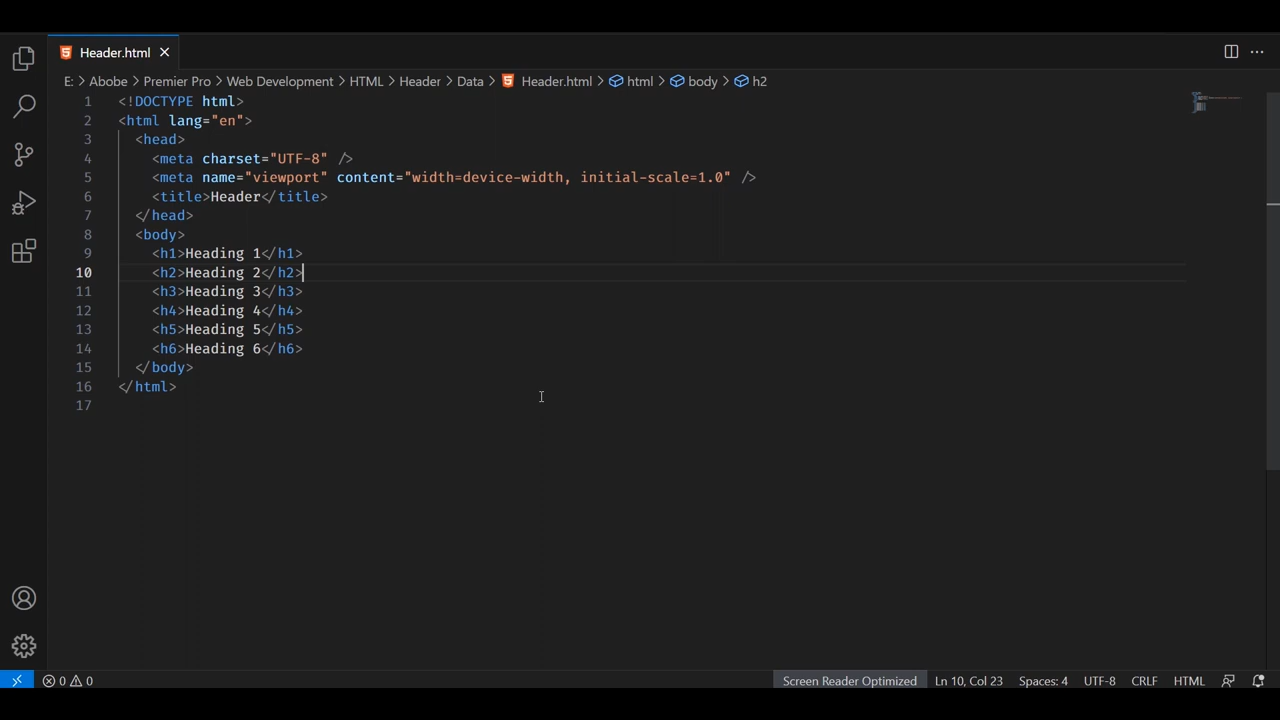 Header.html
E: > Abobe > Premier Pro > Web Development > HTML > Header > Data > Header.html > html > body > h2
1 <!DOCTYPE html>
2 <html lang="en">
3 <head>
4 <meta charset="UTF-8" />
5 <meta name="viewport" content="width=device-width, initial-scale=1.0" />
6 <title>Header</title>
7 </head>
8 <body>
9 <h1>Heading 1</h1>
10 <h2>Heading 2</h2>
11 <h3>Heading 3</h3>
12 <h4>Heading 4</h4>
13 <h5>Heading 5</h5>
14 <h6>Heading 6</h6>
15 </body>
16 </html>
17
0 0 Screen Reader Optimized Ln 10, Col 23 Spaces: 4 UTF-8 CRLF HTML